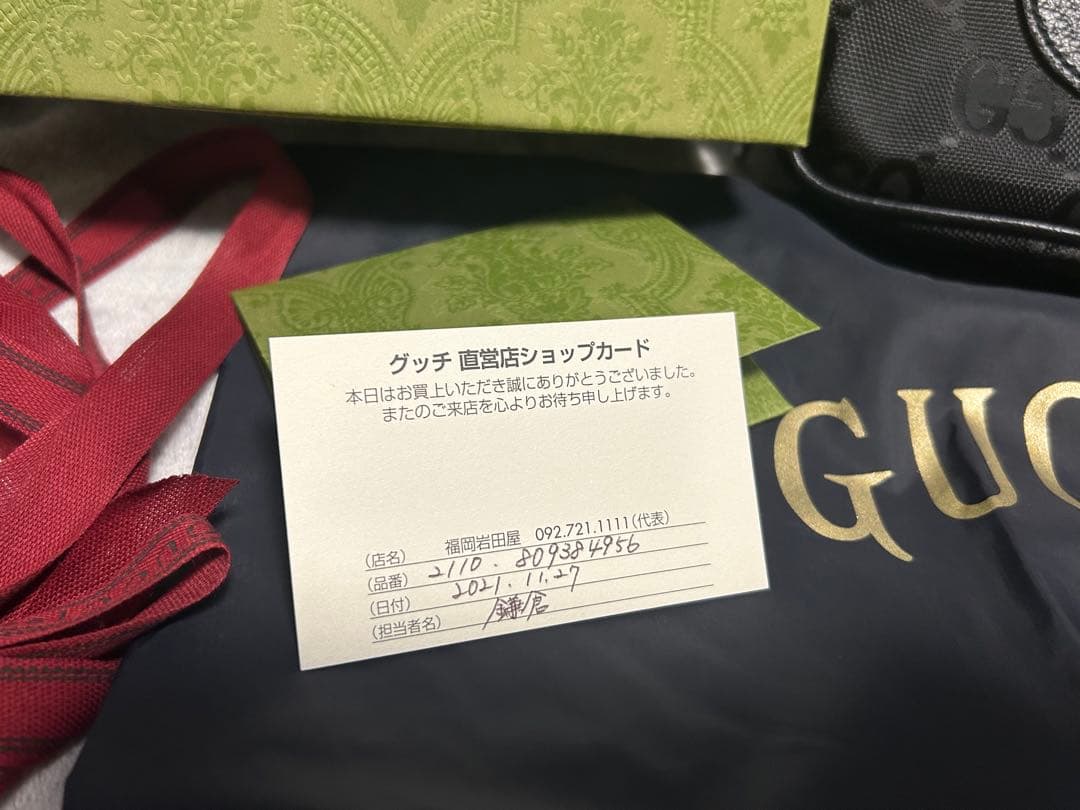 グッチ 直営店ショップカード
本日はお買上いただき誠にありがとうございました。
またのご来店を心よりお待ち申し上げます。
(店名) 福岡岩田屋 092.721.1111(代表)
(品番) 2110 . 809384956
(日付) 2021.11.27
(担当者名) 鎌倉
GUC